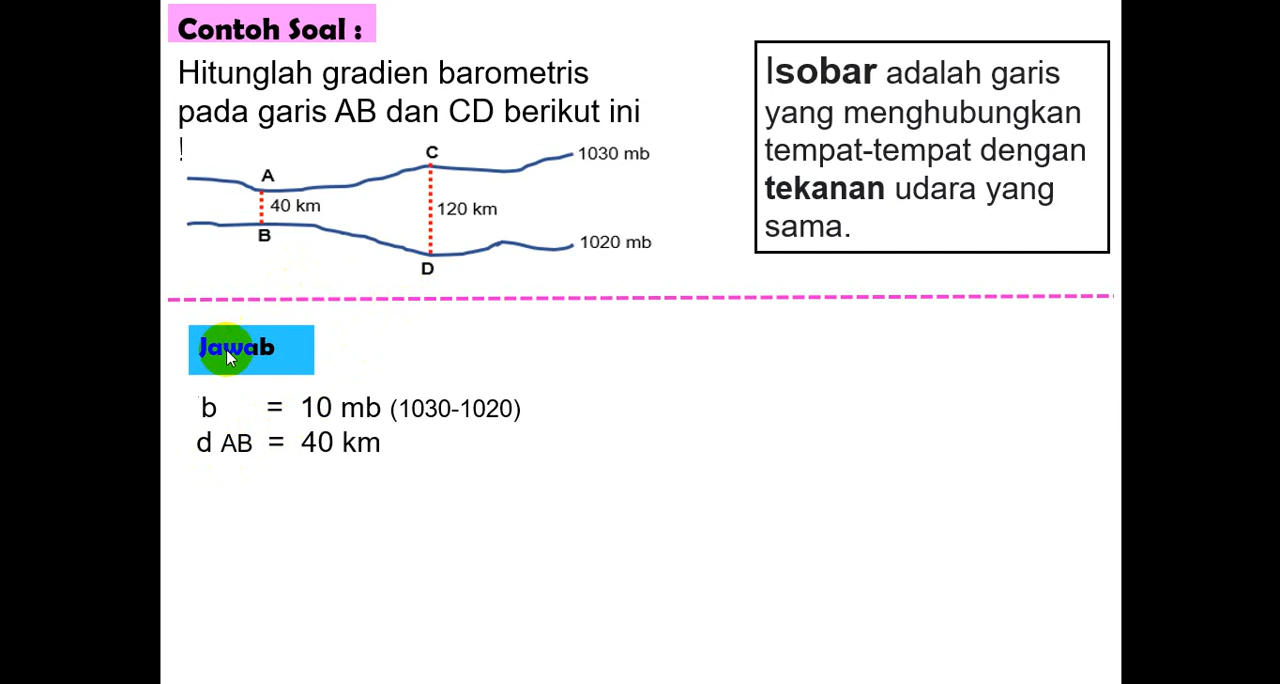 Contoh Soal :
Hitunglah gradien barometris
pada garis AB dan CD berikut ini
!
A
C
1030 mb
40 km
120 km
B
D
1020 mb
Isobar adalah garis
yang menghubungkan
tempat-tempat dengan
tekanan udara yang
sama.
Jawab
b = 10 mb (1030-1020)
d AB = 40 km